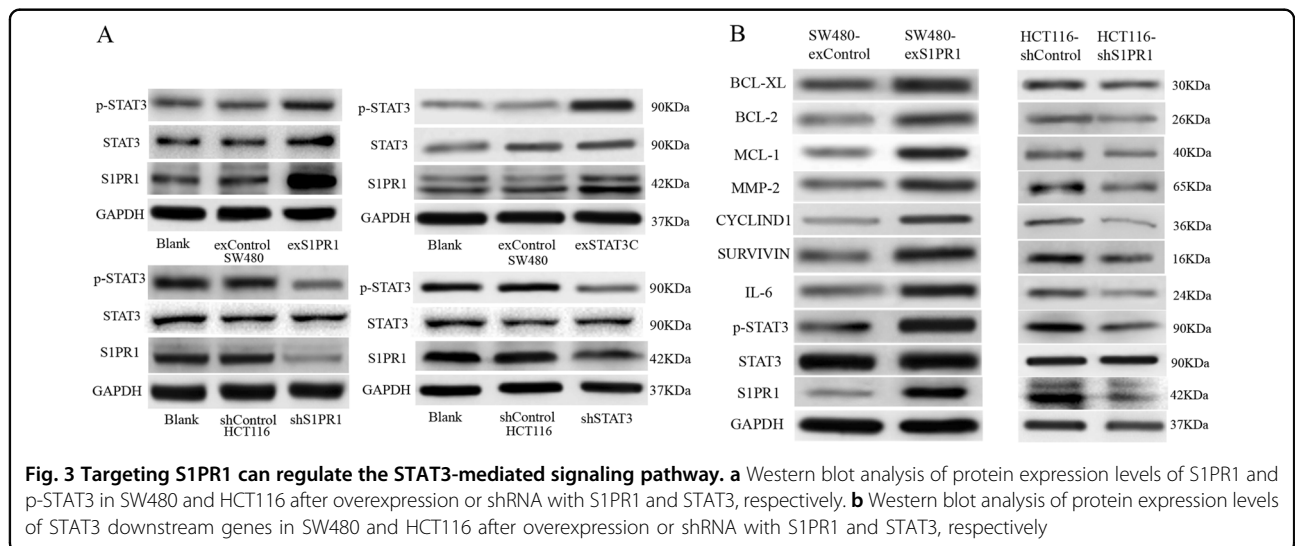 A
p-STAT3
STAT3
S1PR1
GAPDH
Blank exControl exS1PR1
SW480
p-STAT3 90KDa
STAT3 90KDa
S1PR1 42KDa
GAPDH 37KDa
Blank exControl exSTAT3C
SW480
p-STAT3
STAT3
S1PR1
GAPDH
Blank shControl shS1PR1
HCT116
p-STAT3 90KDa
STAT3 90KDa
S1PR1 42KDa
GAPDH 37KDa
Blank shControl shSTAT3
HCT116
B
SW480- SW480- HCT116- HCT116-
exControl exS1PR1 shControl shS1PR1
BCL-XL 30KDa
BCL-2 26KDa
MCL-1 40KDa
MMP-2 65KDa
CYCLIND1 36KDa
SURVIVIN 16KDa
IL-6 24KDa
p-STAT3 90KDa
STAT3 90KDa
S1PR1 42KDa
GAPDH 37KDa
Fig. 3 Targeting S1PR1 can regulate the STAT3-mediated signaling pathway. a Western blot analysis of protein expression levels of S1PR1 and
p-STAT3 in SW480 and HCT116 after overexpression or shRNA with S1PR1 and STAT3, respectively. b Western blot analysis of protein expression levels
of STAT3 downstream genes in SW480 and HCT116 after overexpression or shRNA with S1PR1 and STAT3, respectively